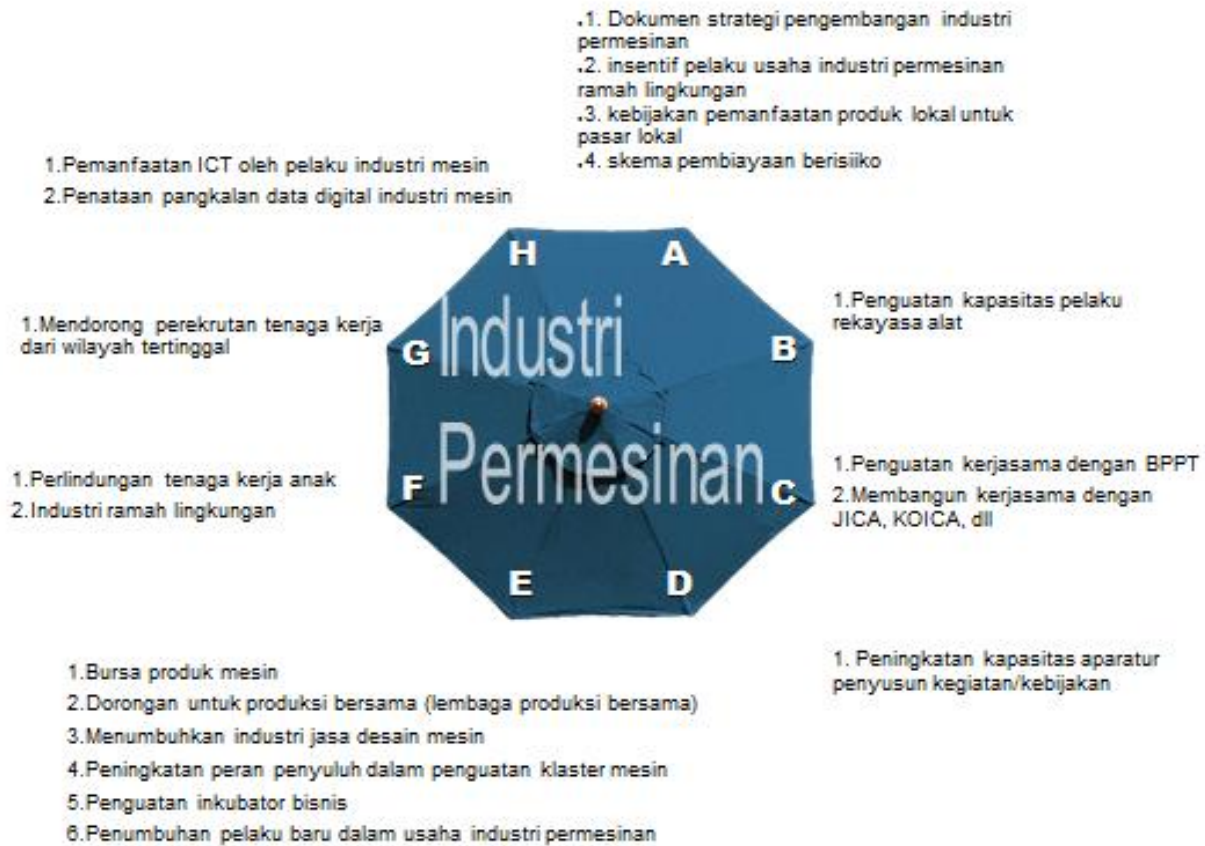 .1. Dokumen strategi pengembangan industri
permesinan
.2. insentif pelaku usaha industri permesinan
ramah lingkungan
.3. kebijakan pemanfaatan produk lokal untuk
pasar lokal
.4. skema pembiayaan berisiiko
1.Pemanfaatan ICT oleh pelaku industri mesin
2.Penataan pangkalan data digital industri mesin
H
A
1.Penguatan kapasitas pelaku
rekayasa alat
1.Mendorong perekrutan tenaga kerja
dari wilayah tertinggal
G
B
Industri
Permesinan
1.Perlindungan tenaga kerja anak
2.Industri ramah lingkungan
F
C
1.Penguatan kerjasama dengan BPPT
2.Membangun kerjasama dengan
JICA, KOICA, dll
E
D
1. Peningkatan kapasitas aparatur
penyusun kegiatan/kebijakan
1.Bursa produk mesin
2.Dorongan untuk produksi bersama (lembaga produksi bersama)
3.Menumbuhkan industri jasa desain mesin
4.Peningkatan peran penyuluh dalam penguatan klaster mesin
5.Penguatan inkubator bisnis
6.Penumbuhan pelaku baru dalam usaha industri permesinan